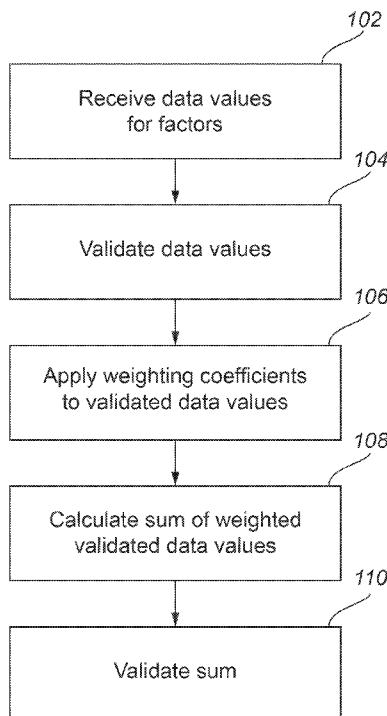 102
Receive data values
for factors
104
Validate data values
106
Apply weighting coefficients
to validated data values
108
Calculate sum of weighted
validated data values
110
Validate sum